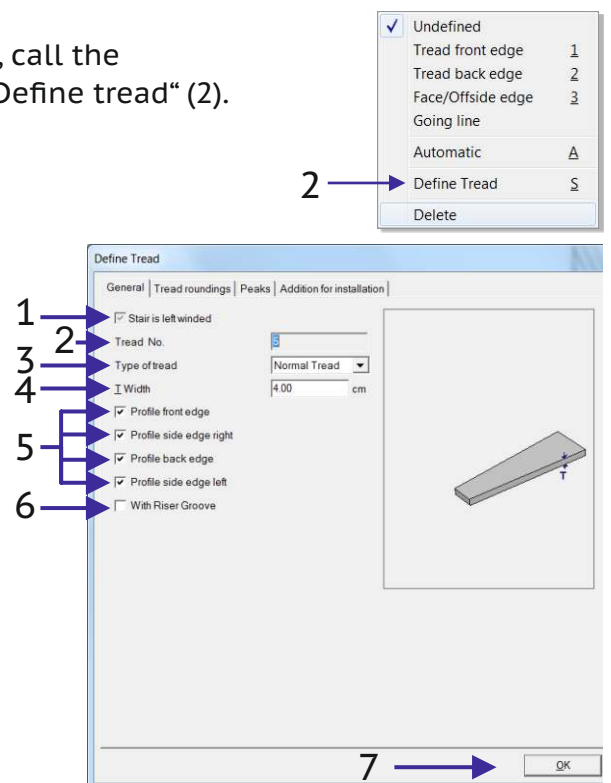 , call the
Define tread“ (2).
Undefined
Tread front edge 1
Tread back edge 2
Face/Offside edge 3
Going line
Automatic A
2 Define Tread S
Delete
Define Tread
General Tread roundings Peaks Addition for installation
1 Stair is left winded
2 Tread No. 5
3 Type of tread Normal Tread
4 T Width 4.00 cm
Profile front edge
Profile side edge right
5
Profile back edge
Profile side edge left
6 With Riser Groove
T
7 OK